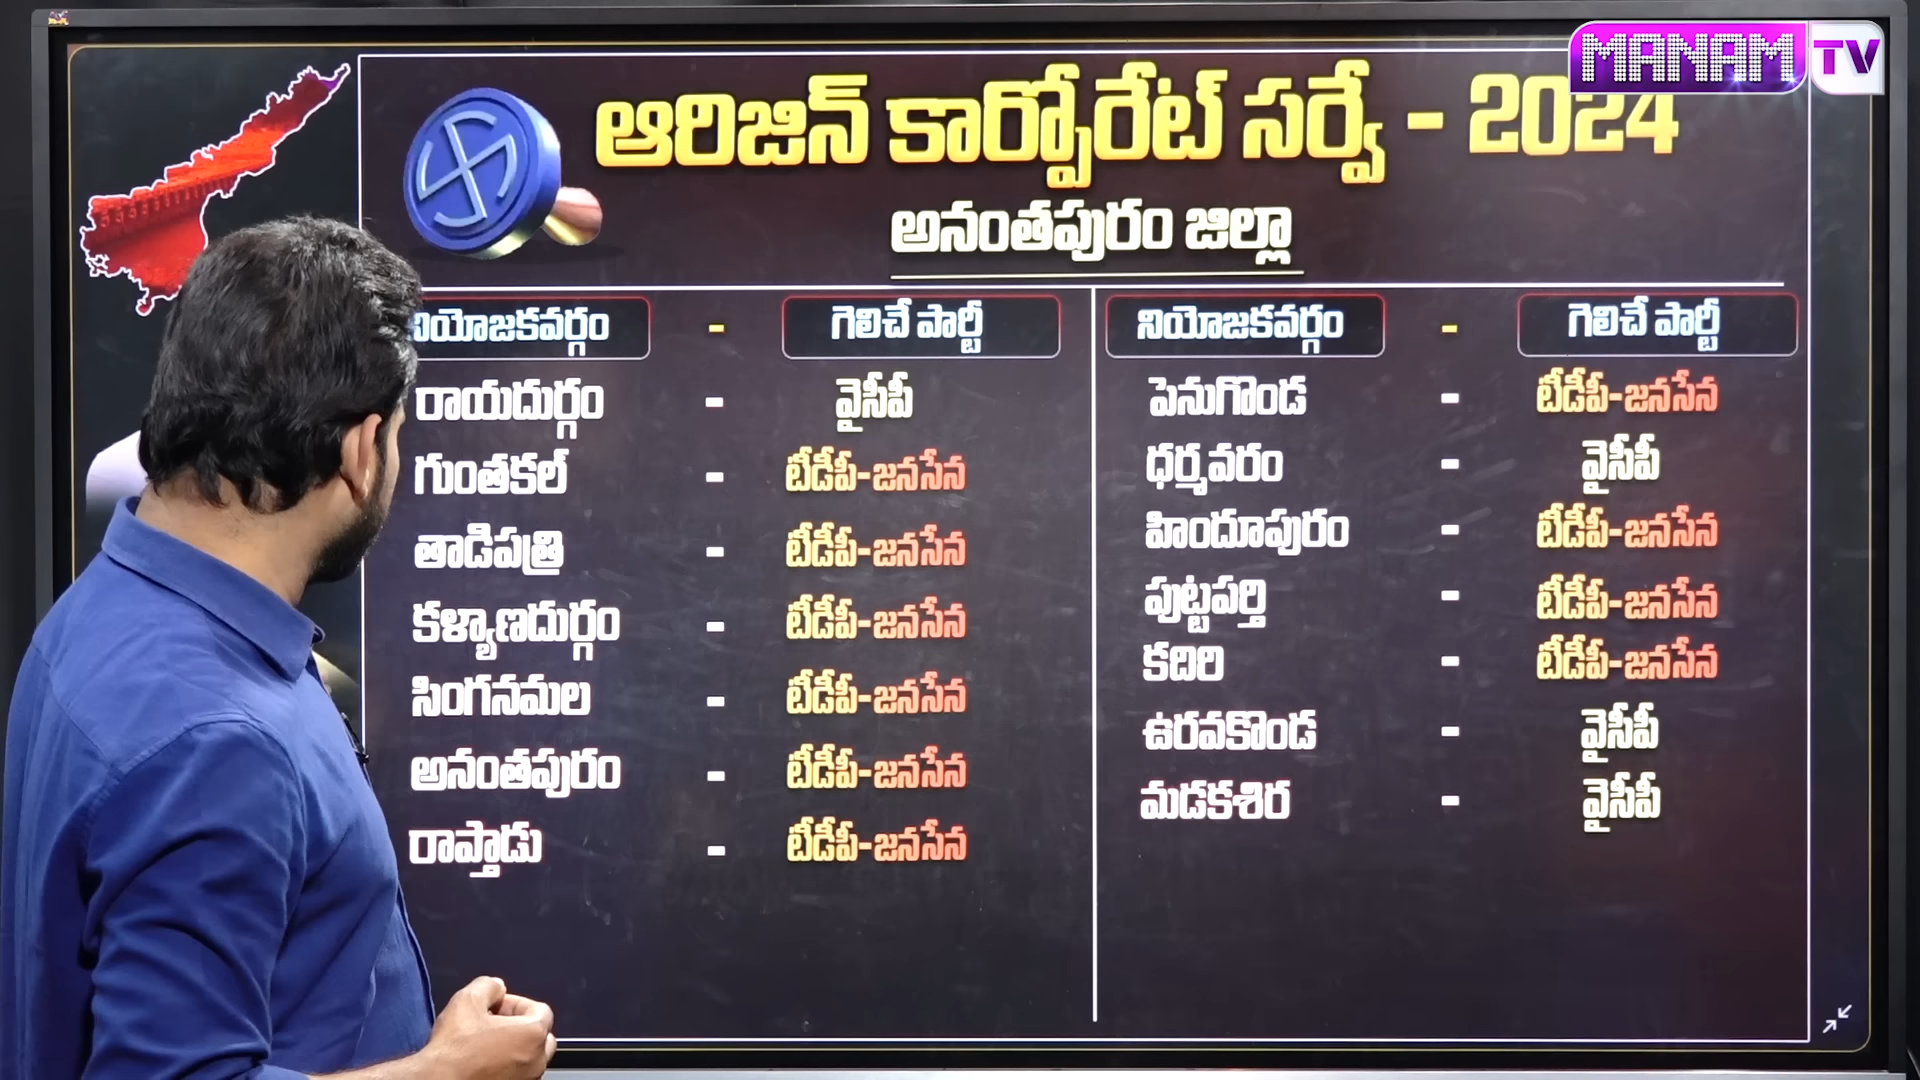 MANAM TV
ఆరిజిన్ కార్పోరేట్ సర్వే - 2024
అనంతపురం జిల్లా
నియోజకవర్గం - గెలిచే పార్టీ
రాయదుర్గం - వైసీపీ
గుంతకల్ - టీడీపీ-జనసేన
తాడిపత్రి - టీడీపీ-జనసేన
కళ్యాణదుర్గం - టీడీపీ-జనసేన
సింగనమల - టీడీపీ-జనసేన
అనంతపురం - టీడీపీ-జనసేన
రాప్తాడు - టీడీపీ-జనసేన
నియోజకవర్గం - గెలిచే పార్టీ
పెనుగొండ - టీడీపీ-జనసేన
ధర్మవరం - వైసీపీ
హిందూపురం - టీడీపీ-జనసేన
పుట్టపర్తి - టీడీపీ-జనసేన
కదిరి - టీడీపీ-జనసేన
ఉరవకొండ - వైసీపీ
మడకశిర - వైసీపీ